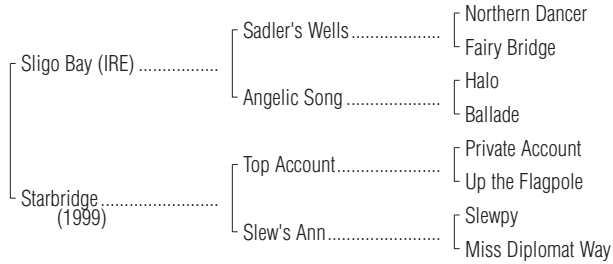 Northern Dancer
Sadler's Wells....................
Fairy Bridge
Sligo Bay (IRE) .................
Halo
Angelic Song .....................
Ballade
Private Account
Top Account.......................
Up the Flagpole
Starbridge.........................
(1999)
Slewpy
Slew's Ann .......................
Miss Diplomat Way